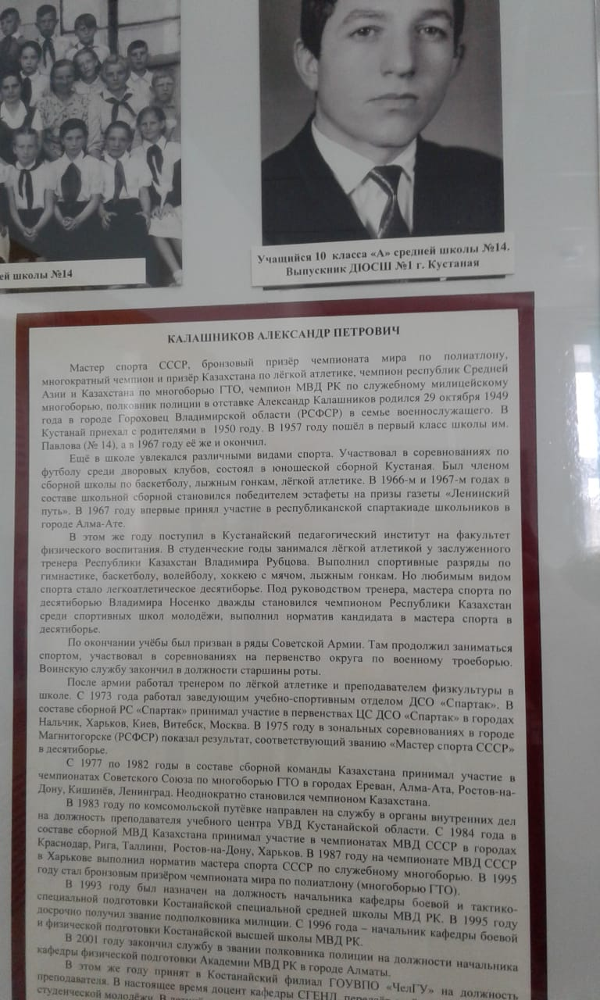 ей школы №14
Учащийся 10 класса «А» средней школы №14.
Выпускник ДЮСШ №1 г. Кустаная
КАЛАШНИКОВ АЛЕКСАНДР ПЕТРОВИЧ
Мастер спорта СССР, бронзовый призёр чемпионата мира по полиатлону,
многократный чемпион и призёр Казахстана по лёгкой атлетике, чемпион республик Средней
Азии и Казахстана по многоборью ГТО, чемпион МВД РК по служебному милицейскому
многоборью, полковник полиции в отставке Александр Калашников родился 29 октября 1949
года в городе Гороховец Владимирской области (РСФСР) в семье военнослужащего. В
Кустанай приехал с родителями в 1950 году. В 1957 году пошёл в первый класс школы им.
Павлова (№ 14), а в 1967 году её же и окончил.
Ещё в школе увлекался различными видами спорта. Участвовал в соревнованиях по
футболу среди дворовых клубов, состоял в юношеской сборной Кустаная. Был членом
сборной школы по баскетболу, лыжным гонкам, лёгкой атлетике. В 1966-м и 1967-м годах в
составе школьной сборной становился победителем эстафеты на призы газеты «Ленинский
путь». В 1967 году впервые принял участие в республиканской спартакиаде школьников в
городе Алма-Ате.
В этом же году поступил в Кустанайский педагогический институт на факультет
физического воспитания. В студенческие годы занимался лёгкой атлетикой у заслуженного
тренера Республики Казахстан Владимира Рубцова. Выполнил спортивные разряды по
гимнастике, баскетболу, волейболу, хоккею с мячом, лыжным гонкам. Но любимым видом
спорта стало легкоатлетическое десятиборье. Под руководством тренера, мастера спорта по
десятиборью Владимира Носенко дважды становился чемпионом Республики Казахстан
среди спортивных школ молодёжи, выполнил норматив кандидата в мастера спорта в
десятиборье.
По окончании учёбы был призван в ряды Советской Армии. Там продолжил заниматься
спортом, участвовал в соревнованиях на первенство округа по военному троеборью.
Воинскую службу закончил в должности старшины роты.
После армии работал тренером по лёгкой атлетике и преподавателем физкультуры в
школе. С 1973 года работал заведующим учебно-спортивным отделом ДСО «Спартак». В
составе сборной РС «Спартак» принимал участие в первенствах ЦС ДСО «Спартак» в городах
Нальчик, Харьков, Киев, Витебск, Москва. В 1975 году в зональных соревнованиях в городе
Магнитогорске (РСФСР) показал результат, соответствующий званию «Мастер спорта СССР»
в десятиборье.
С 1977 по 1982 годы в составе сборной команды Казахстана принимал участие в
чемпионатах Советского Союза по многоборью ГТО в городах Ереван, Алма-Ата, Ростов-на-
Дону, Кишинёв, Ленинград. Неоднократно становился чемпионом Казахстана.
В 1983 году по комсомольской путёвке направлен на службу в органы внутренних дел
на должность преподавателя учебного центра УВД Кустанайской области. С 1984 года в
составе сборной МВД Казахстана принимал участие в чемпионатах МВД СССР в городах
Краснодар, Рига, Таллинн, Ростов-на-Дону, Харьков. В 1987 году на чемпионате МВД СССР
в Харькове выполнил норматив мастера спорта СССР по служебному многоборью. В 1995
году стал бронзовым призёром чемпионата мира по полиатлону (многоборью ГТО).
В 1993 году был назначен на должность начальника кафедры боевой и тактико-
специальной подготовки Костанайской специальной средней школы МВД РК. В 1995 году
досрочно получил звание подполковника милиции. С 1996 года – начальник кафедры боевой
и физической подготовки Костанайской высшей школы МВД РК.
В 2001 году закончил службу в звании полковника полиции на должности начальника
кафедры физической подготовки Академии МВД РК в городе Алматы.
В этом же году принят в Костанайский филиал ГОУВПО «ЧелГУ» на должность
преподавателя. В настоящее время доцент кафедры СГЕНД,
студенческой молодёжи. В